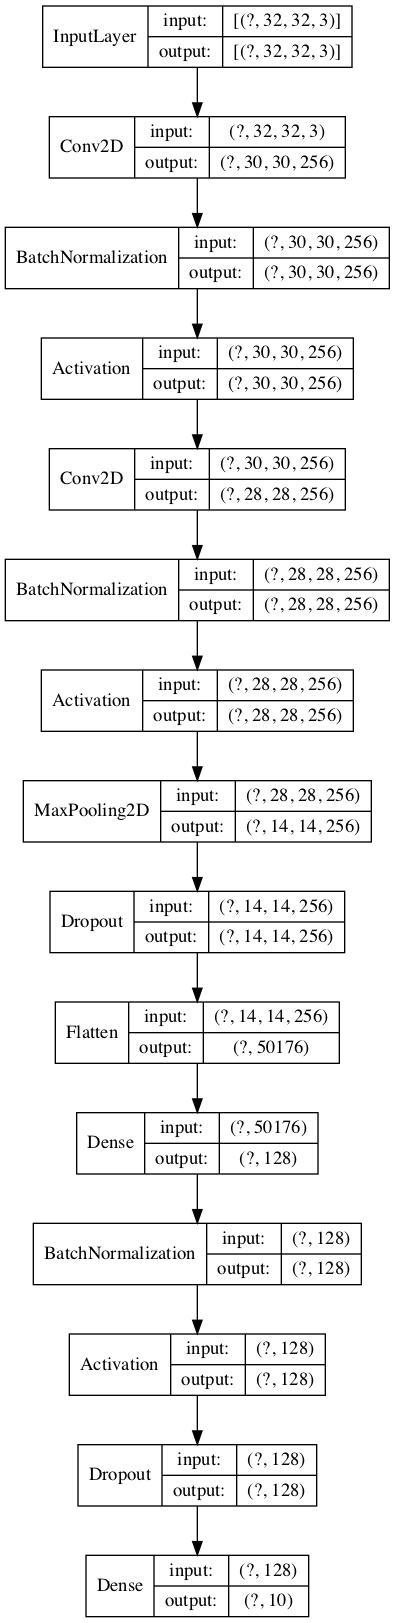 InputLayer
input: [(?, 32, 32, 3)]
output: [(?, 32, 32, 3)]
Conv2D
input: (?, 32, 32, 3)
output: (?, 30, 30, 256)
BatchNormalization
input: (?, 30, 30, 256)
output: (?, 30, 30, 256)
Activation
input: (?, 30, 30, 256)
output: (?, 30, 30, 256)
Conv2D
input: (?, 30, 30, 256)
output: (?, 28, 28, 256)
BatchNormalization
input: (?, 28, 28, 256)
output: (?, 28, 28, 256)
Activation
input: (?, 28, 28, 256)
output: (?, 28, 28, 256)
MaxPooling2D
input: (?, 28, 28, 256)
output: (?, 14, 14, 256)
Dropout
input: (?, 14, 14, 256)
output: (?, 14, 14, 256)
Flatten
input: (?, 14, 14, 256)
output: (?, 50176)
Dense
input: (?, 50176)
output: (?, 128)
BatchNormalization
input: (?, 128)
output: (?, 128)
Activation
input: (?, 128)
output: (?, 128)
Dropout
input: (?, 128)
output: (?, 128)
Dense
input: (?, 128)
output: (?, 10)